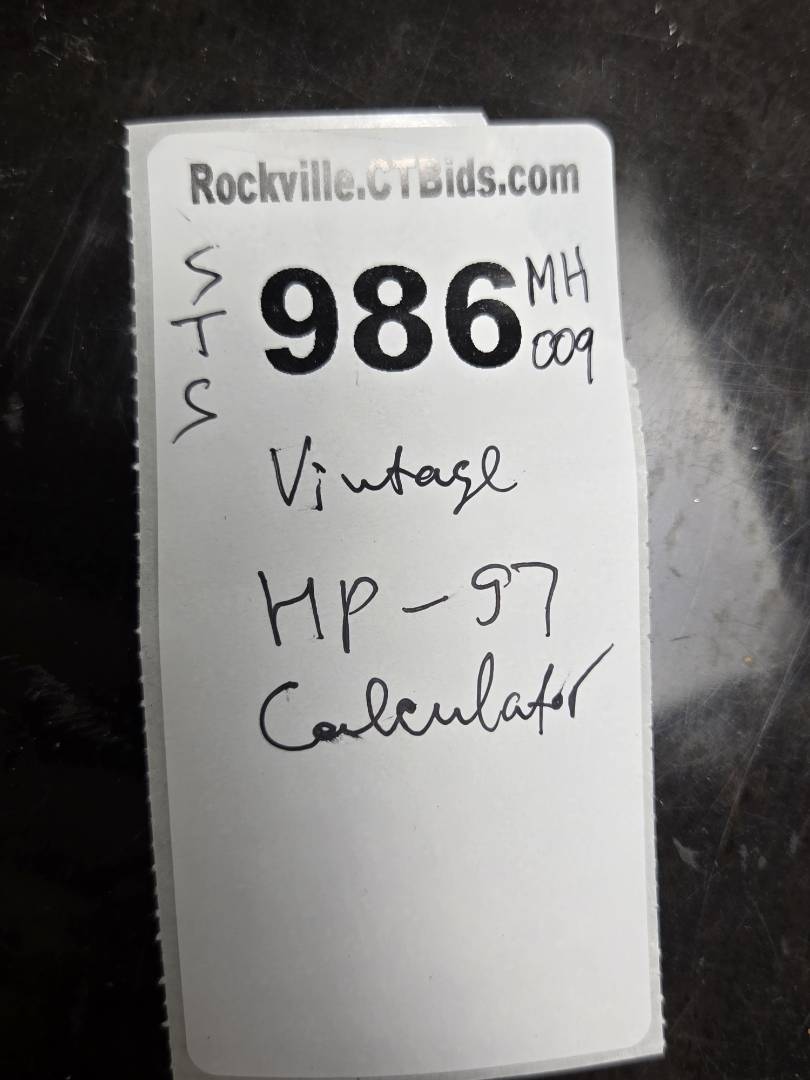 Rockville.CTBids.com
STS
986
MH
009
Vintage
HP-97
Calculator